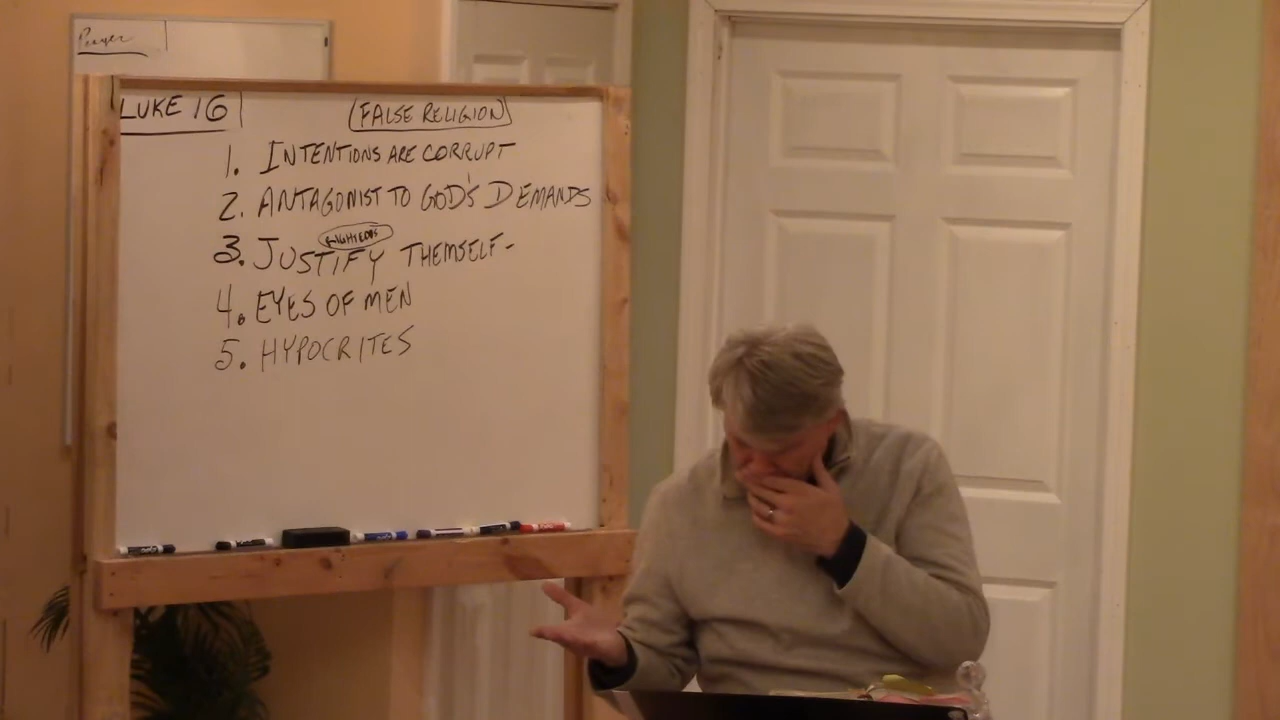 Prayer
LUKE 16
FALSE RELIGION
1. INTENTIONS ARE CORRUPT
2. ANTAGONIST TO GOD'S DEMANDS
RIGHTEOUS
3. JUSTIFY THEMSELF-
4. EYES OF MEN
5. HYPOCRITES